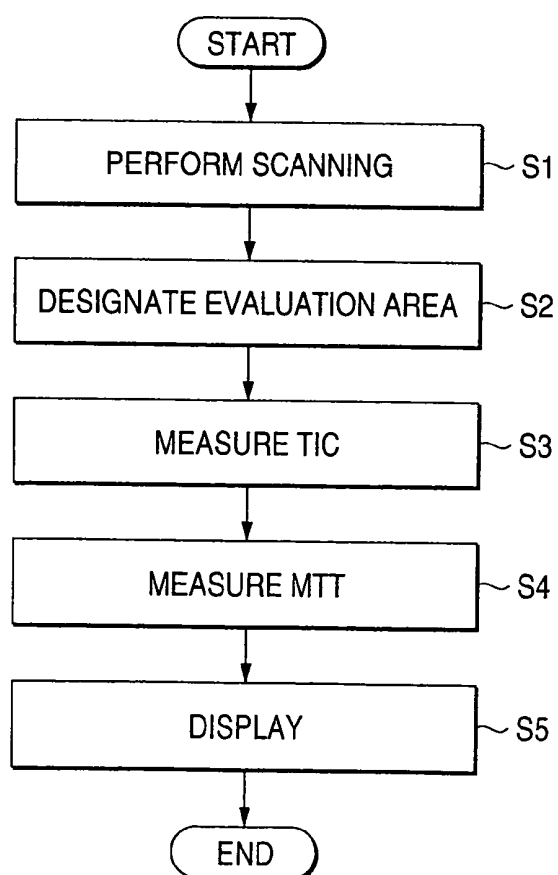 START
PERFORM SCANNING
S1
DESIGNATE EVALUATION AREA
S2
MEASURE TIC
S3
MEASURE MTT
S4
DISPLAY
S5
END